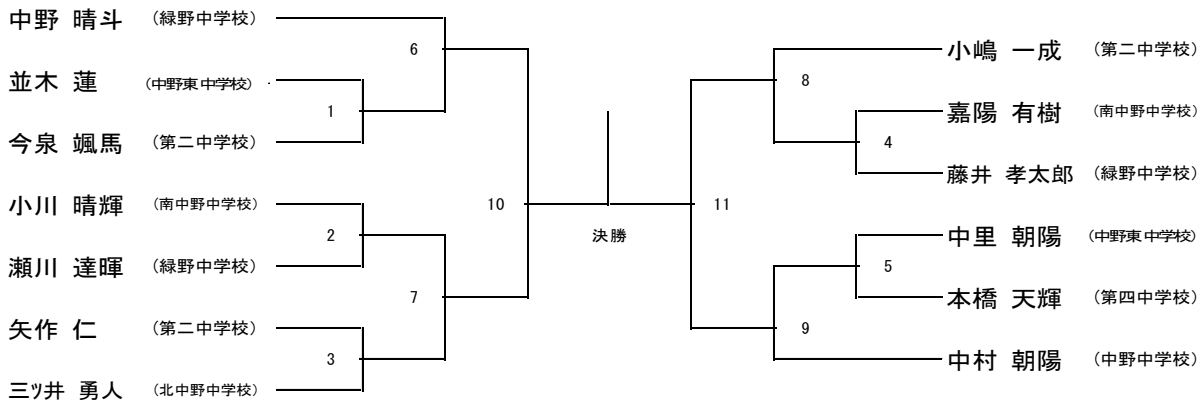 中野 晴斗 (緑野中学校)
並木 蓮 (中野東中学校)
今泉 颯馬 (第二中学校)
小川 晴輝 (南中野中学校)
瀬川 達暉 (緑野中学校)
矢作 仁 (第二中学校)
三ツ井 勇人 (北中野中学校)
6
1
2
7
3
10
決勝
11
8
4
5
9
小嶋 一成 (第二中学校)
嘉陽 有樹 (南中野中学校)
藤井 孝太郎 (緑野中学校)
中里 朝陽 (中野東中学校)
本橋 天輝 (第四中学校)
中村 朝陽 (中野中学校)